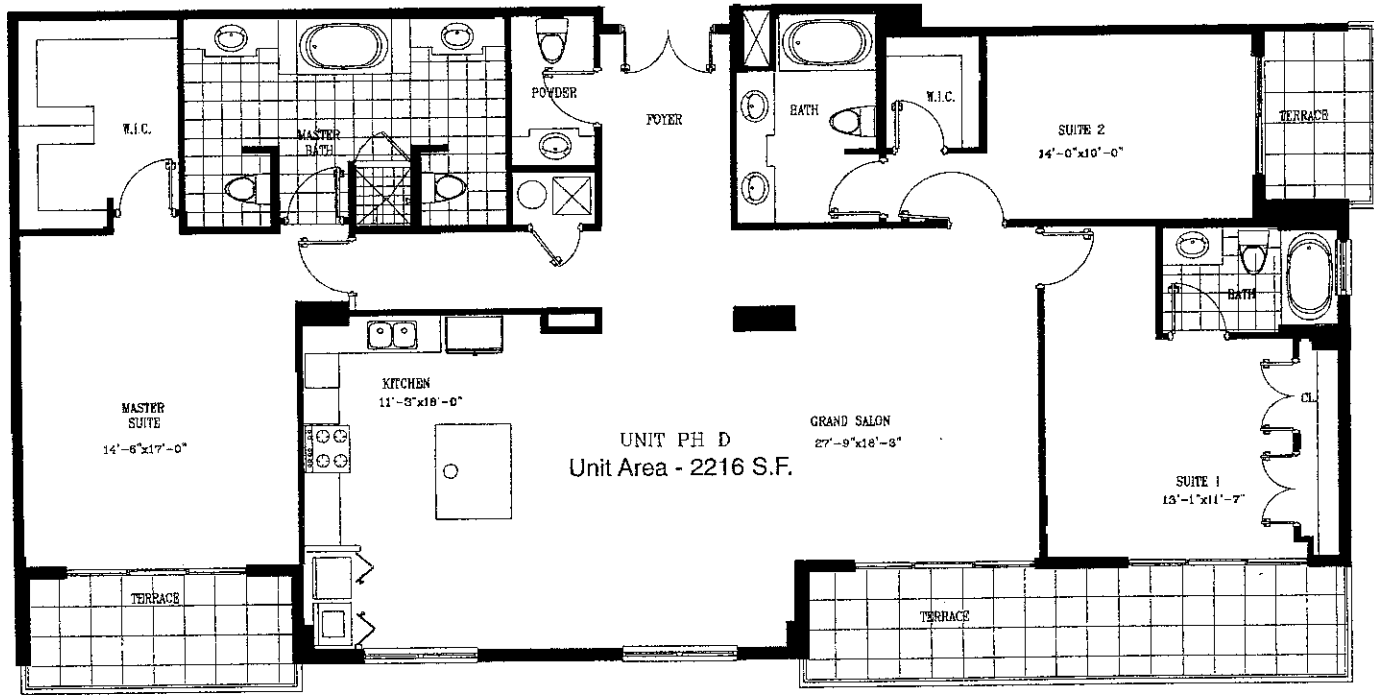 POWDER
FOYER
BATH
W.I.C.
W.I.C.
MASTER
BATH
SUITE 2
14'-0"x10'-0"
TERRACE
BATH
KITCHEN
11'-3"x18'-0"
MASTER
SUITE
14'-6"x17'-0"
GRAND SALON
27'-9"x18'-3"
UNIT PH D
Unit Area - 2216 S.F.
CL
SUITE 1
13'-1"x11'-7"
TERRACE
TERRACE